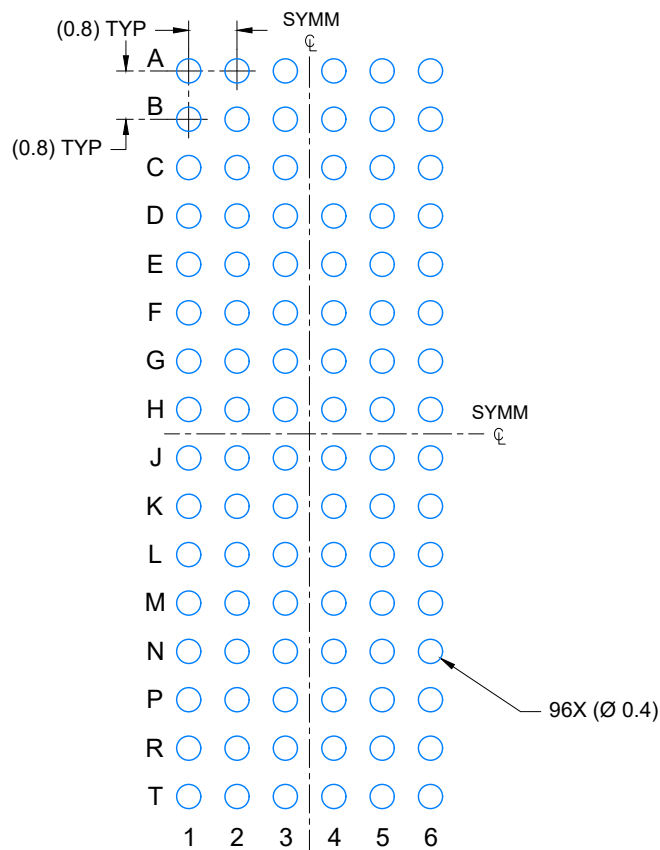 (0.8) TYP
SYMM
℄
A
B
(0.8) TYP
C
D
E
F
G
H
SYMM
℄
J
K
L
M
N
P
96X (Ø 0.4)
R
T
1 2 3 4 5 6